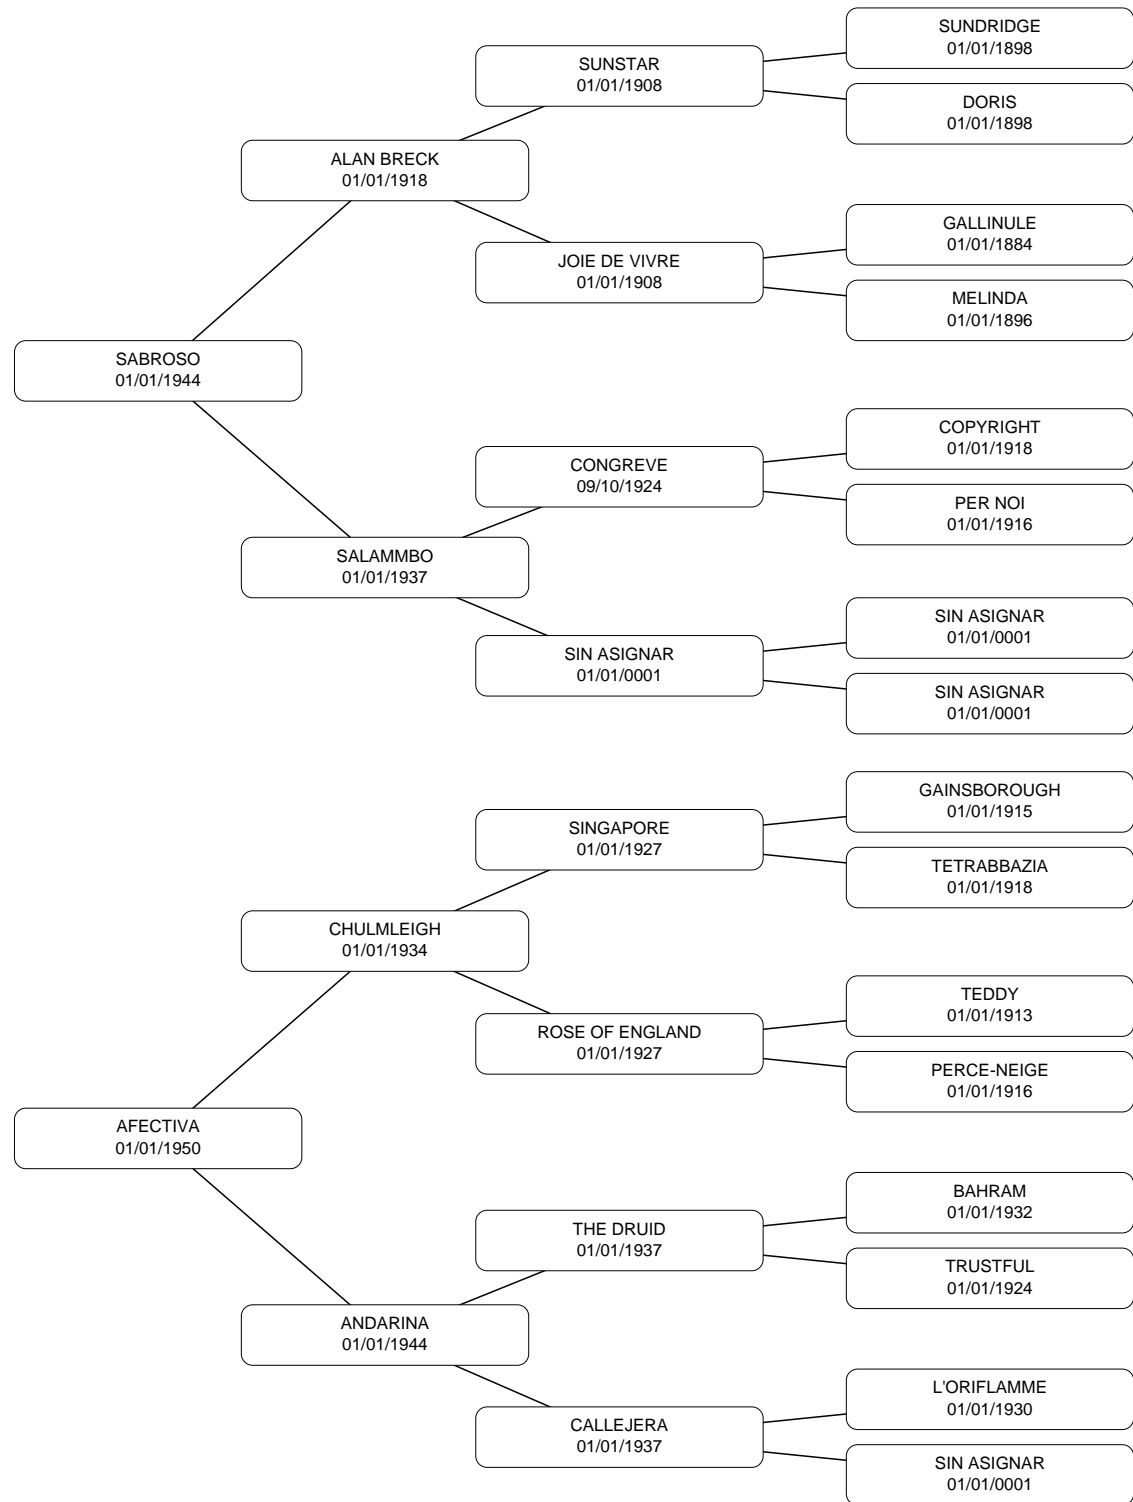 SUNDRIDGE
01/01/1898
SUNSTAR
01/01/1908
DORIS
01/01/1898
ALAN BRECK
01/01/1918
GALLINULE
01/01/1884
JOIE DE VIVRE
01/01/1908
MELINDA
01/01/1896
SABROSO
01/01/1944
COPYRIGHT
01/01/1918
CONGREVE
09/10/1924
PER NOI
01/01/1916
SALAMMBO
01/01/1937
SIN ASIGNAR
01/01/0001
SIN ASIGNAR
01/01/0001
SIN ASIGNAR
01/01/0001
GAINSBOROUGH
01/01/1915
SINGAPORE
01/01/1927
TETRABBAZIA
01/01/1918
CHULMLEIGH
01/01/1934
TEDDY
01/01/1913
ROSE OF ENGLAND
01/01/1927
PERCE-NEIGE
01/01/1916
AFECTIVA
01/01/1950
BAHRAM
01/01/1932
THE DRUID
01/01/1937
TRUSTFUL
01/01/1924
ANDARINA
01/01/1944
L'ORIFLAMME
01/01/1930
CALLEJERA
01/01/1937
SIN ASIGNAR
01/01/0001